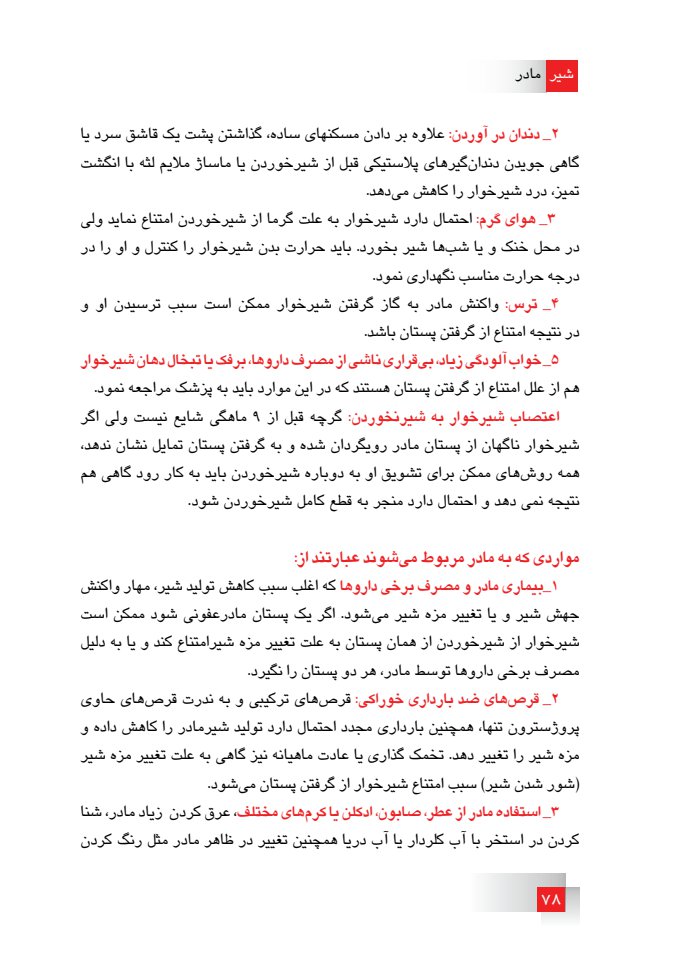 شیر مادر
۲_ دندان در آوردن: علاوه بر دادن مسکنهای ساده، گذاشتن پشت یک قاشق سرد یا
گاهی جویدن دندان‌گیرهای پلاستیکی قبل از شیرخوردن یا ماساژ ملایم لثه با انگشت
تمیز، درد شیرخوار را کاهش می‌دهد.
۳_ هوای گرم: احتمال دارد شیرخوار به علت گرما از شیرخوردن امتناع نماید ولی
در محل خنک و یا شب‌ها شیر بخورد. باید حرارت بدن شیرخوار را کنترل و او را در
درجه حرارت مناسب نگهداری نمود.
۴_ ترس: واکنش مادر به گاز گرفتن شیرخوار ممکن است سبب ترسیدن او و
در نتیجه امتناع از گرفتن پستان باشد.
۵_خواب آلودگی زیاد، بی‌قراری ناشی از مصرف داروها، برفک یا تبخال دهان شیرخوار
هم از علل امتناع از گرفتن پستان هستند که در این موارد باید به پزشک مراجعه نمود.
اعتصاب شیرخوار به شیرنخوردن: گرچه قبل از ۹ ماهگی شایع نیست ولی اگر
شیرخوار ناگهان از پستان مادر رویگردان شده و به گرفتن پستان تمایل نشان ندهد،
همه روش‌های ممکن برای تشویق او به دوباره شیرخوردن باید به کار رود گاهی هم
نتیجه نمی دهد و احتمال دارد منجر به قطع کامل شیرخوردن شود.
مواردی که به مادر مربوط می‌شوند عبارتند از:
۱_بیماری مادر و مصرف برخی داروها که اغلب سبب کاهش تولید شیر، مهار واکنش
جهش شیر و یا تغییر مزه شیر می‌شود. اگر یک پستان مادرعفونی شود ممکن است
شیرخوار از شیرخوردن از همان پستان به علت تغییر مزه شیرامتناع کند و یا به دلیل
مصرف برخی داروها توسط مادر، هر دو پستان را نگیرد.
۲_ قرص‌های ضد بارداری خوراکی: قرص‌های ترکیبی و به ندرت قرص‌های حاوی
پروژسترون تنها، همچنین بارداری مجدد احتمال دارد تولید شیرمادر را کاهش داده و
مزه شیر را تغییر دهد. تخمک گذاری یا عادت ماهیانه نیز گاهی به علت تغییر مزه شیر
(شور شدن شیر) سبب امتناع شیرخوار از گرفتن پستان می‌شود.
۳_ استفاده مادر از عطر، صابون، ادکلن یا کرم‌های مختلف، عرق کردن زیاد مادر، شنا
کردن در استخر با آب کلردار یا آب دریا همچنین تغییر در ظاهر مادر مثل رنگ کردن
۷۸